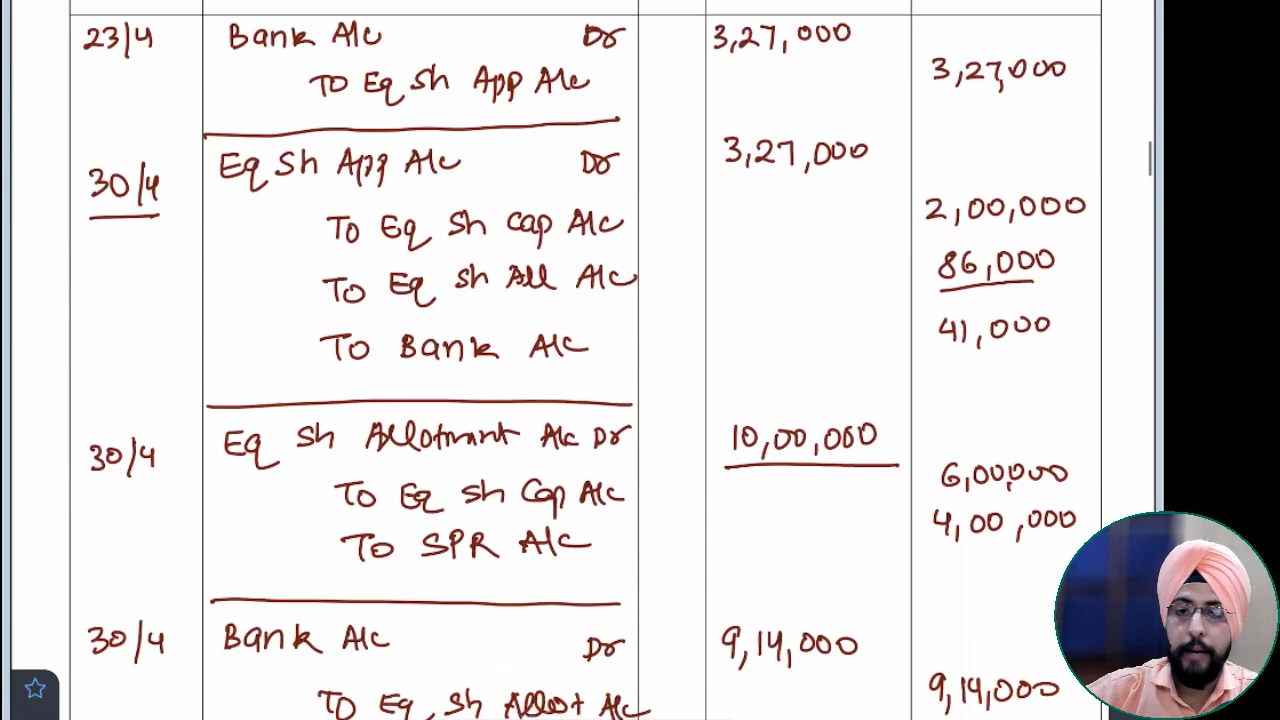 23/4 Bank A/c Dr 3,27,000
To Eq Sh App A/c 3,27,000
30/4 Eq Sh App A/c Dr 3,27,000
To Eq Sh Cap A/c 2,00,000
To Eq Sh All A/c 86,000
To Bank A/c 41,000
30/4 Eq Sh Allotment A/c Dr 10,00,000
To Eq Sh Cap A/c 6,00,000
To SPR A/c 4,00,000
30/4 Bank A/c Dr 9,14,000
To Eq Sh Allot A/c 9,14,000